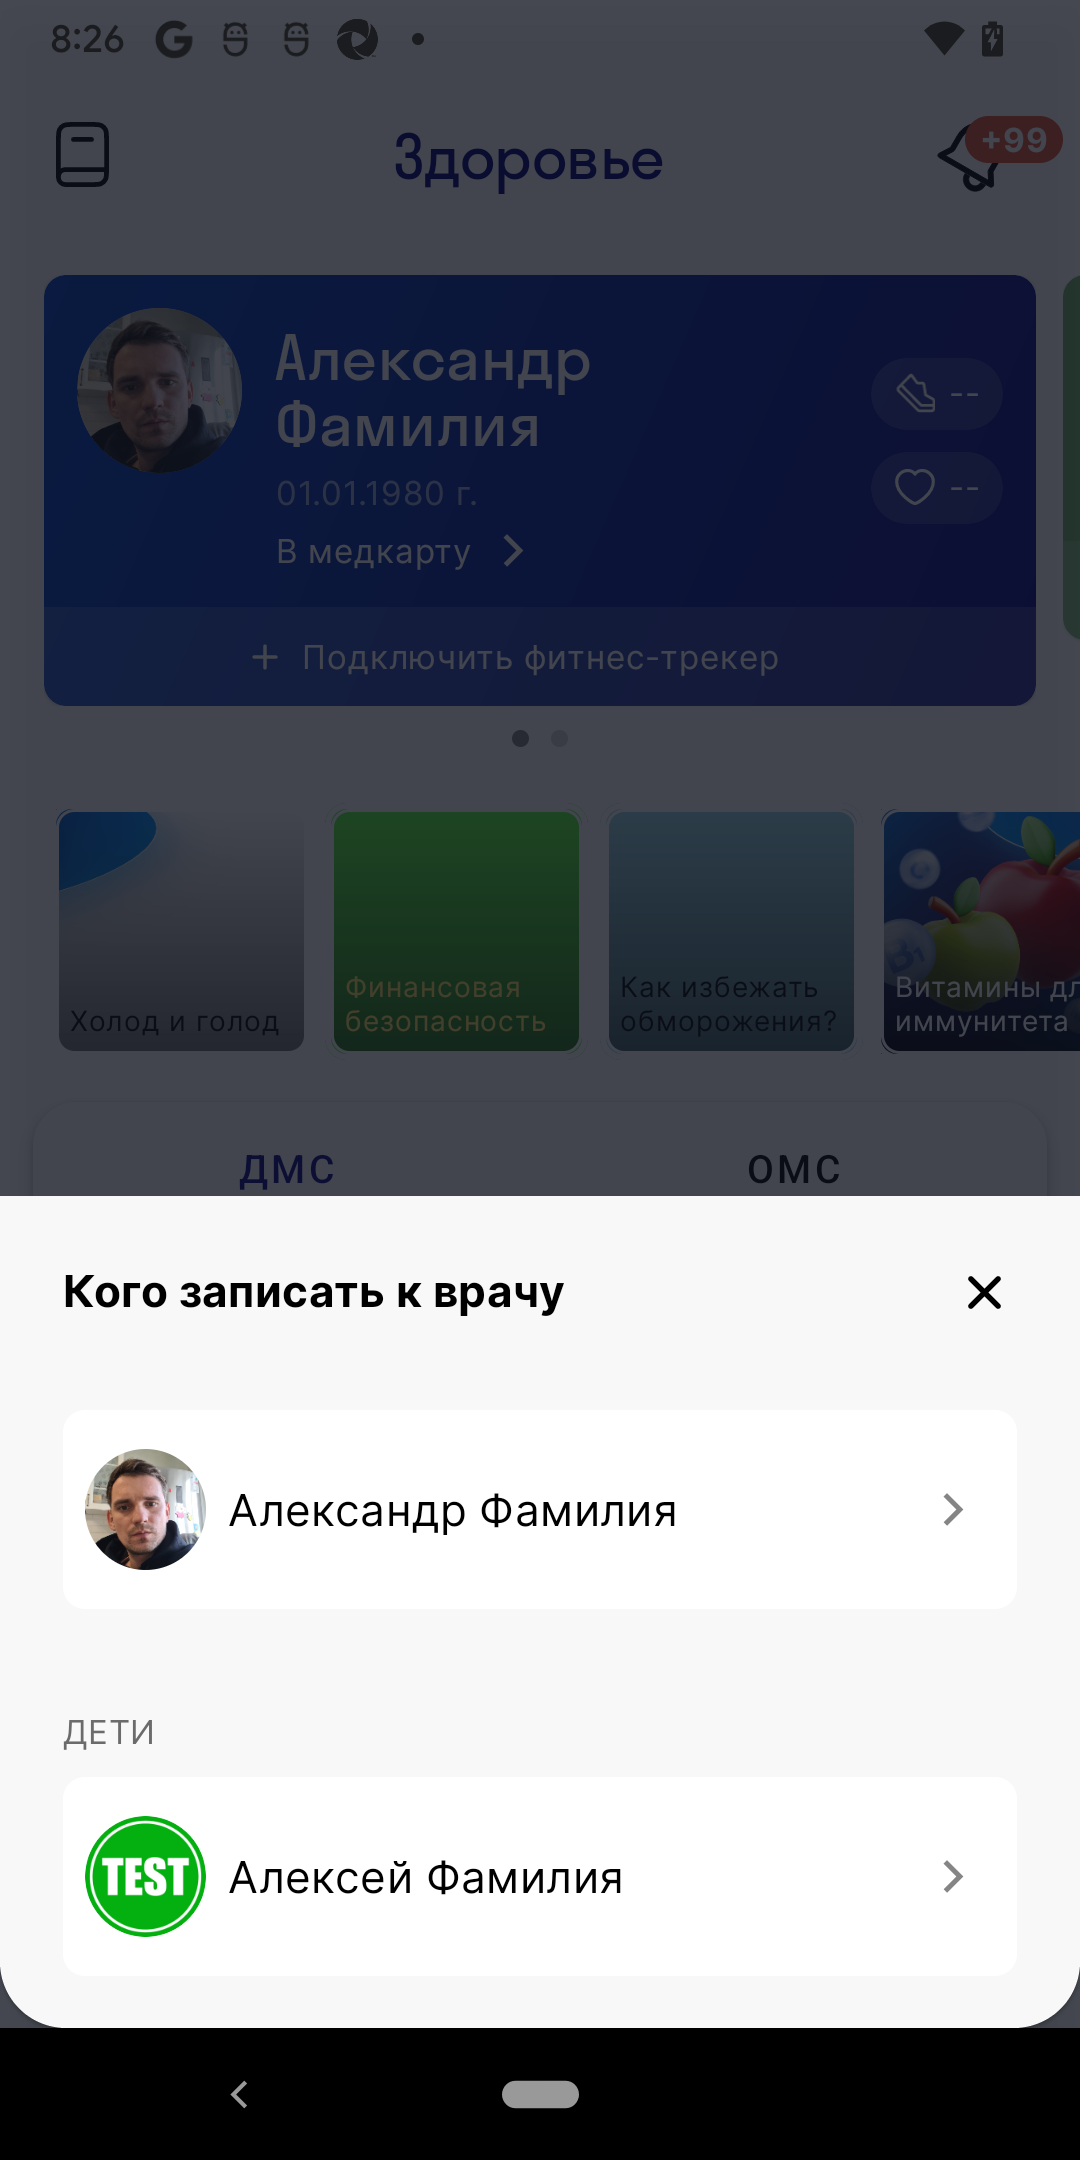 8:26
Здоровье
+99
Александр
Фамилия
01.01.1980 г.
В медкарту
--
--
+ Подключить фитнес-трекер
Холод и голод
Финансовая
безопасность
Как избежать
обморожения?
Витамины дл
иммунитета
ДМС
ОМС
Кого записать к врачу
Александр Фамилия
ДЕТИ
TEST
Алексей Фамилия